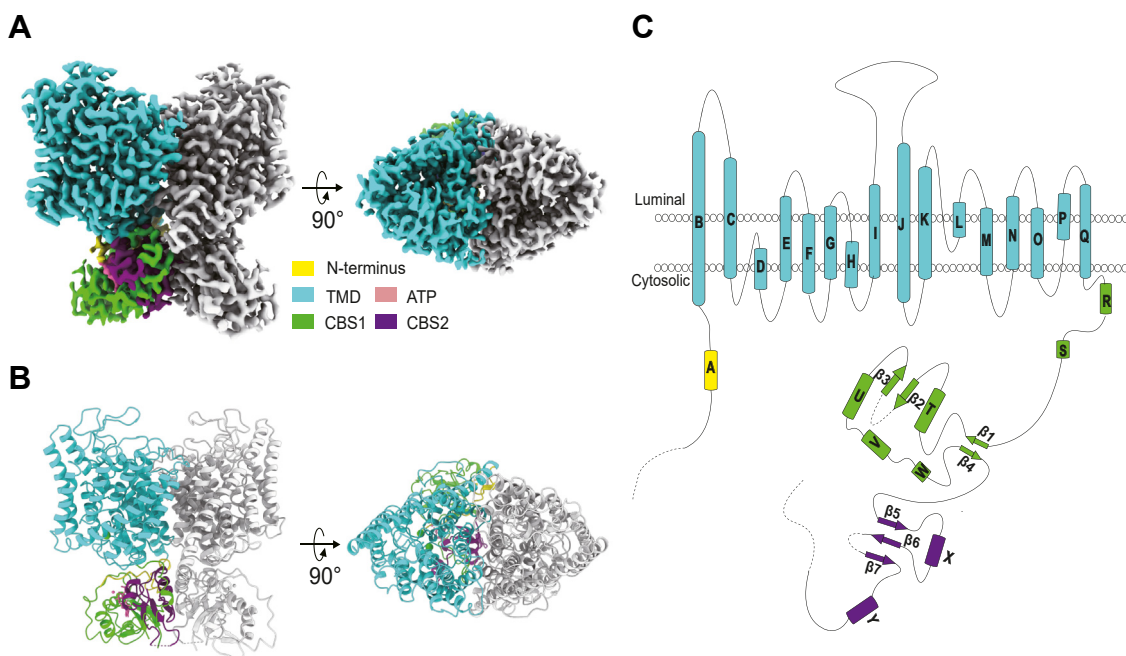 A
90°
N-terminus
TMD
ATP
CBS1
CBS2
B
90°
C
Luminal
Cytosolic
B
C
D
E
F
G
H
I
J
K
L
M
N
O
P
Q
R
S
A
U
β3
β2
T
V
W
β1
β4
β5
β6
β7
X
Y